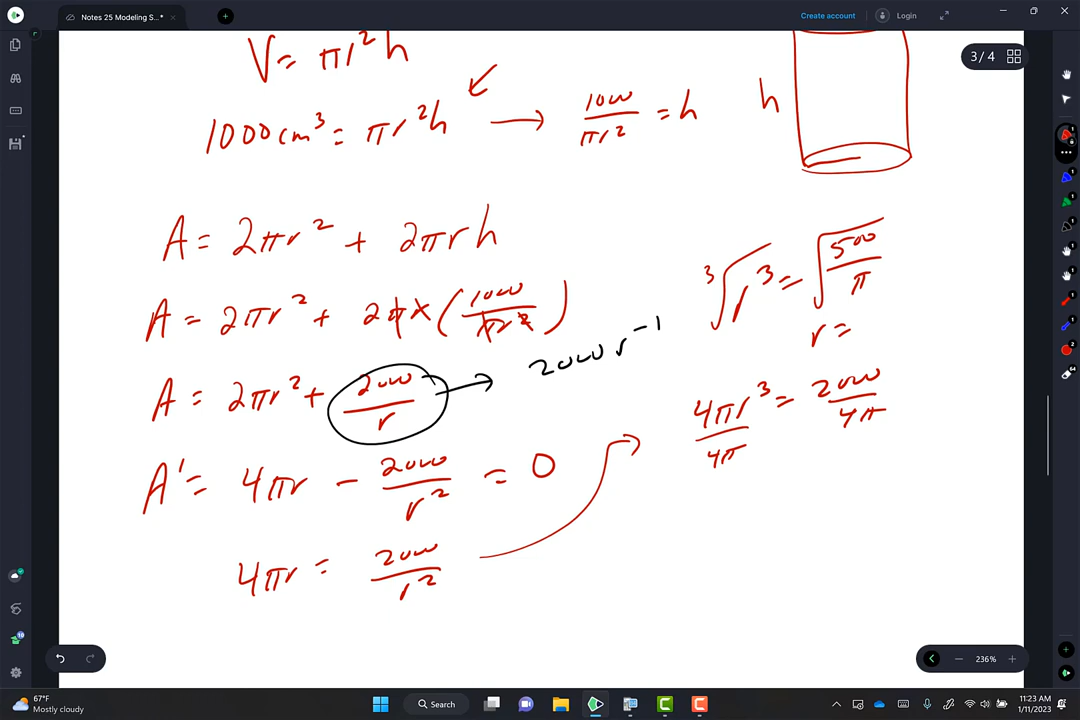 Notes 25 Modeling S...*
Create account
Login
3/4
V = πr²h
1000cm³ = πr²h → 1000/πr² = h
h
A = 2πr² + 2πrh
A = 2πr² + 2πr(1000/πr²)
A = 2πr² + 2000/r → 2000r⁻¹
A' = 4πr - 2000/r² = 0
4πr = 2000/r²
³√r³ = √500/π
r =
4πr³/4π = 2000/4π
236%
67°F
Mostly cloudy
Search
11:23 AM
1/11/2023